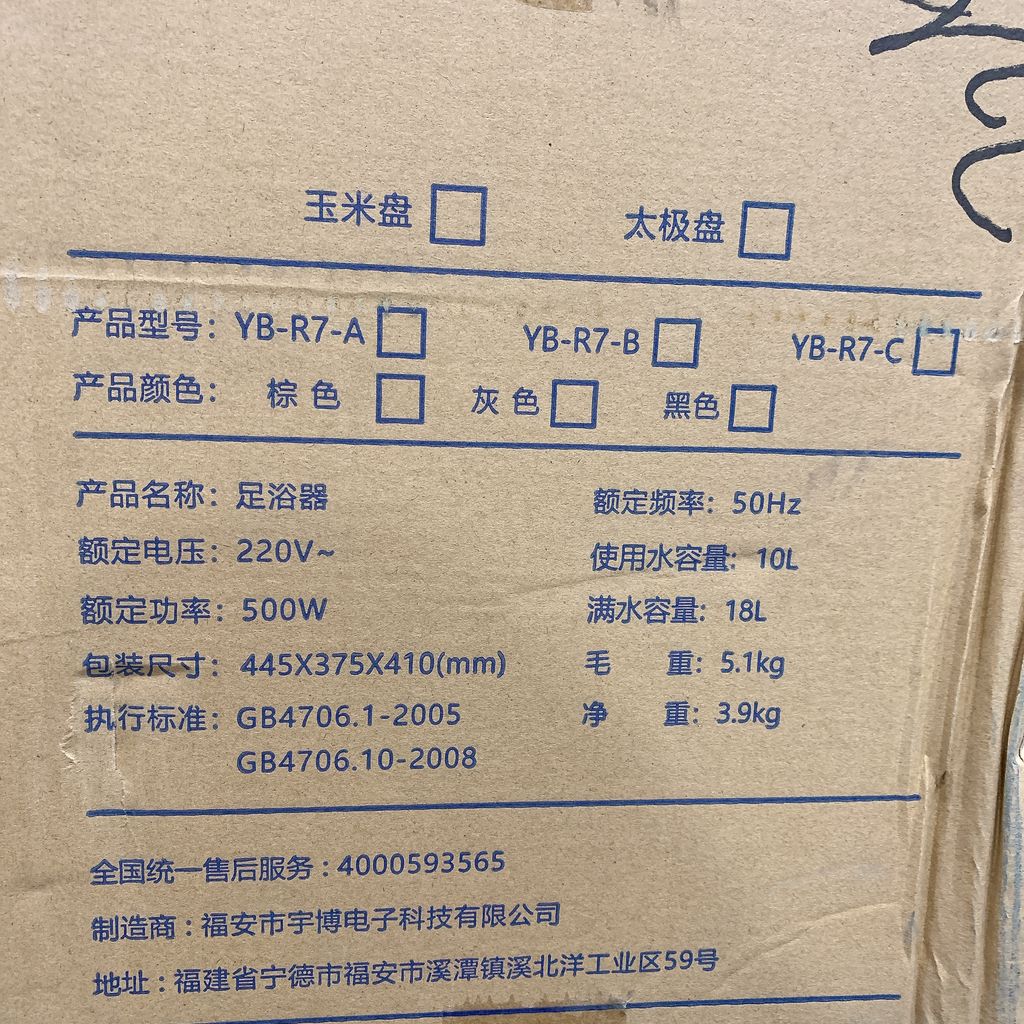 玉米盘 □ 太极盘 □
产品型号：YB-R7-A □ YB-R7-B □ YB-R7-C □
产品颜色： 棕 色 □ 灰 色 □ 黑色 □
产品名称：足浴器 额定频率：50Hz
额定电压：220V~ 使用水容量：10L
额定功率：500W 满水容量：18L
包装尺寸：445X375X410(mm) 毛 重：5.1kg
执行标准：GB4706.1-2005 净 重：3.9kg
GB4706.10-2008
全国统一售后服务：4000593565
制造商：福安市宇博电子科技有限公司
地址：福建省宁德市福安市溪潭镇溪北洋工业区59号